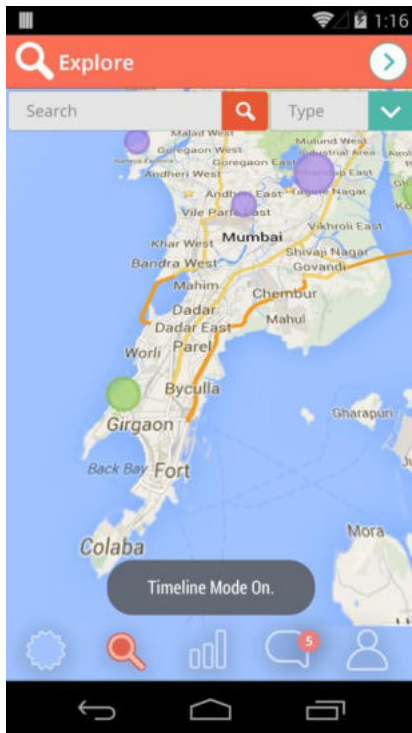 1:16
Explore
Search
Type
Malad West
Goregaon West
Mulund West
Industrial Area
Goregaon East
Andheri West
Andheri East
Vile Parle East
Vikhroli East
Khar West
Mumbai
Shivaji Nagar
Bandra West
Govandi
Mahim
Chembur
Dadar
Mahul
Dadar East
Parel
Worli
Byculla
Gharapuri
Girgaon
Back Bay
Fort
Mora
Colaba
Timeline Mode On.
5